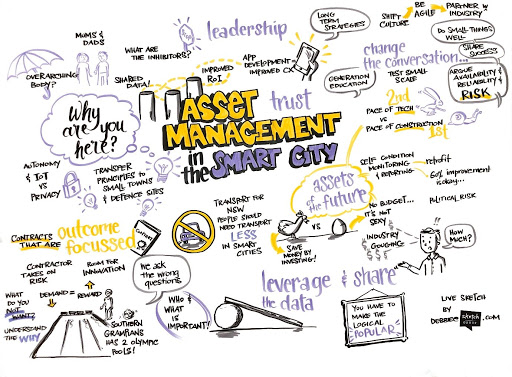 MUMS &
DADS
OVERARCHING
BODY?
WHAT ARE
THE INHIBITORS?
leadership
SHARED
DATA!
IMPROVED
ROI
APP
DEVELOPMENT
IMPROVED CX
LONG
TERM
STRATEGIES
SHIFT
CULTURE
BE
AGILE
PARTNER &
INDUSTRY
DO SMALL THINGS
WELL
SHARE
SUCCESS
change the
conversation...
TEST SMALL
SCALE
GENERATION
EDUCATION
ARGUE
AVAILABILITY &
RELIABILITY &
RISK
Why
are you
here?
ASSET
MANAGEMENT
in
the SMART CITY
trust
2nd
PACE OF TECH
VS
PACE OF CONSTRUCTION
1st
AUTONOMY
& IoT
VS
PRIVACY
TRANSFER
PRINCIPLES TO
SMALL TOWNS
& DEFENCE SITES
assets
of the
future
SELF CONDITION
MONITORING
& REPORTING
retrofit
60% improvement
is okay...
CONTRACTS
THAT ARE
outcome
focussed
CONTRACT
TRANSPORT FOR
NSW
PEOPLE SHOULD
NEED TRANSPORT
LESS
IN SMART
CITIES
VS
SAVE
MONEY BY
INVESTING!
NO BUDGET...
IT'S NOT
SEXY
POLITICAL RISK
INDUSTRY
GOUGING
HOW
MUCH?
CONTRACTOR
TAKES ON
RISK
ROOM FOR
INNOVATION
We ask
the wrong
questions
WHAT
DO YOU
NOT
WANT?
DEMAND = REWARD
UNDERSTAND
THE WHY
SOUTHERN
GRAMPIANS
HAS 2 OLYMPIC
POOLS!
WHO &
WHAT
IS
IMPORTANT!
leverage & share
the data
YOU HAVE TO
MAKE THE
LOGICAL
POPULAR
LIVE SKETCH
BY
DEBBIE
sketch
.COM